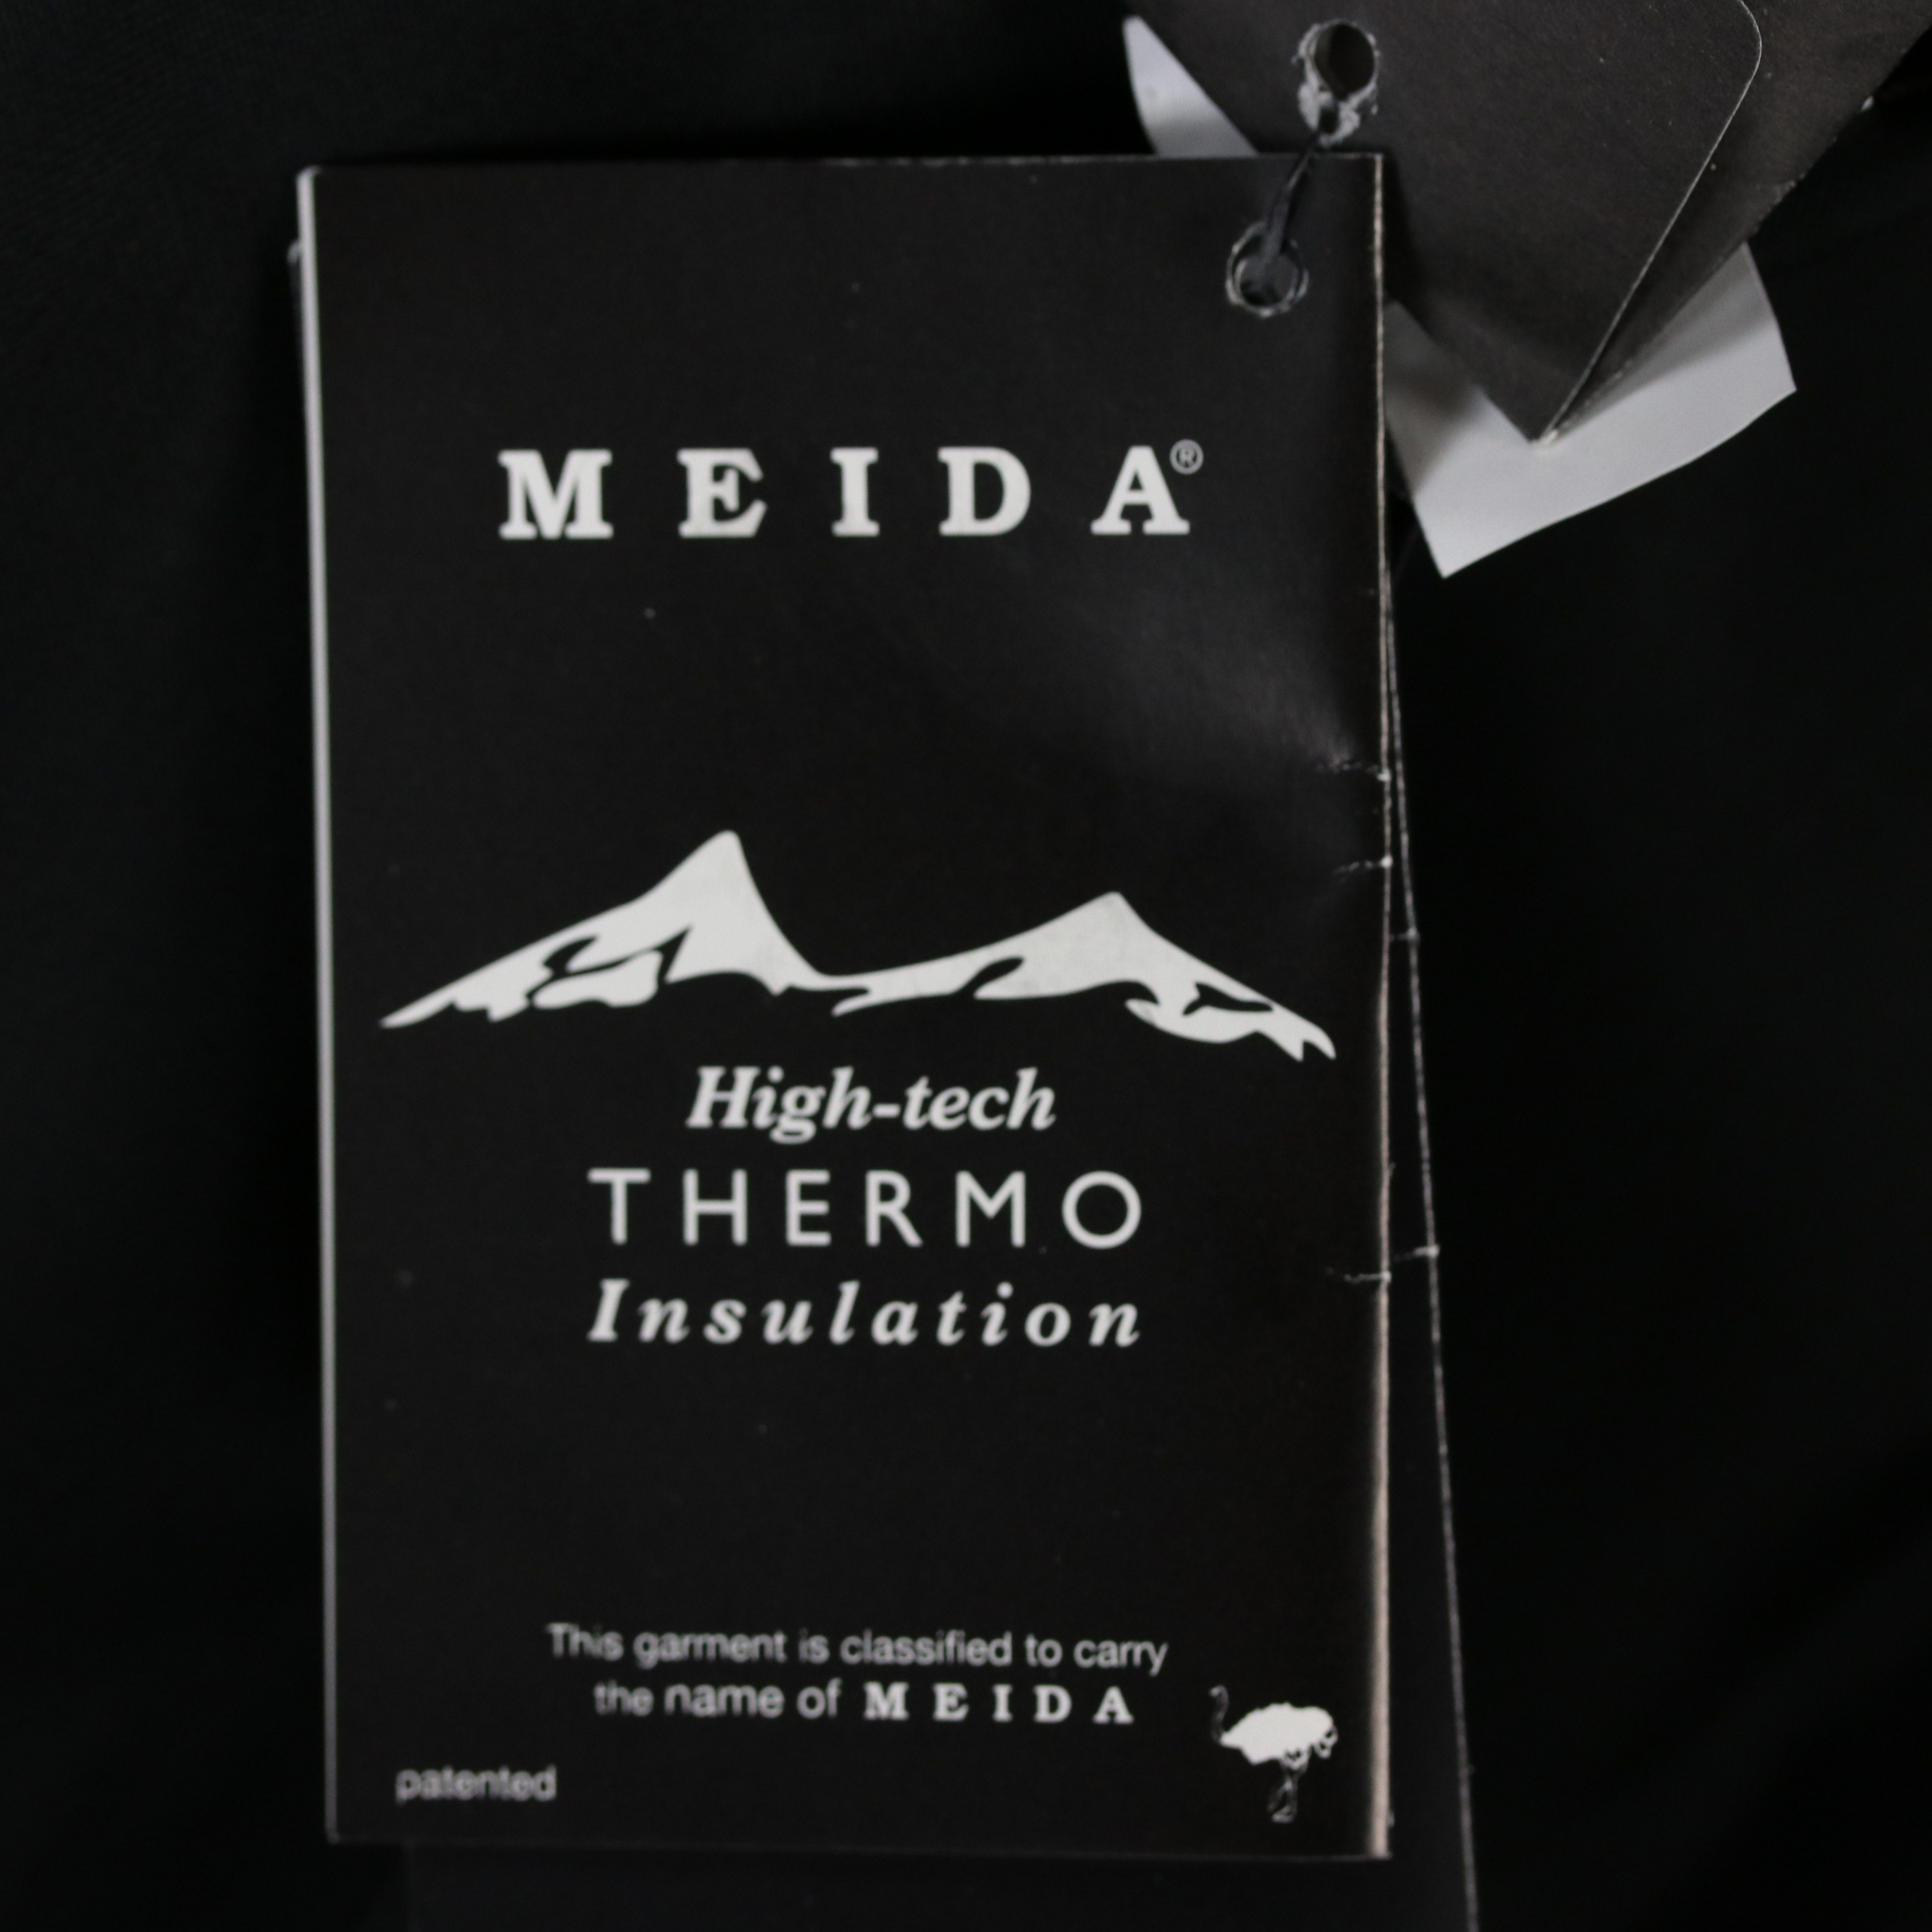 MEIDA®
High-tech
THERMO
Insulation
This garment is classified to carry
the name of MEIDA
patented